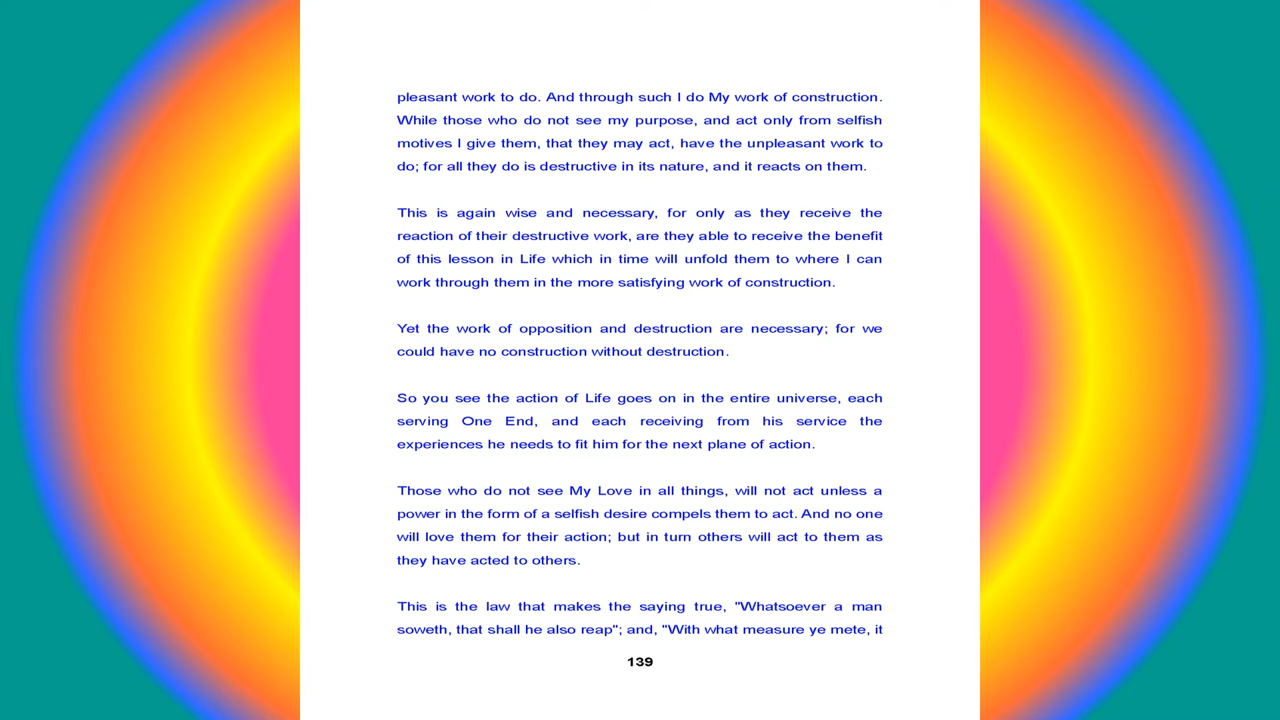 pleasant work to do. And through such I do My work of construction.
While those who do not see my purpose, and act only from selfish
motives I give them, that they may act, have the unpleasant work to
do; for all they do is destructive in its nature, and it reacts on them.
This is again wise and necessary, for only as they receive the
reaction of their destructive work, are they able to receive the benefit
of this lesson in Life which in time will unfold them to where I can
work through them in the more satisfying work of construction.
Yet the work of opposition and destruction are necessary; for we
could have no construction without destruction.
So you see the action of Life goes on in the entire universe, each
serving One End, and each receiving from his service the
experiences he needs to fit him for the next plane of action.
Those who do not see My Love in all things, will not act unless a
power in the form of a selfish desire compels them to act. And no one
will love them for their action; but in turn others will act to them as
they have acted to others.
This is the law that makes the saying true, "Whatsoever a man
soweth, that shall he also reap"; and, "With what measure ye mete, it
139